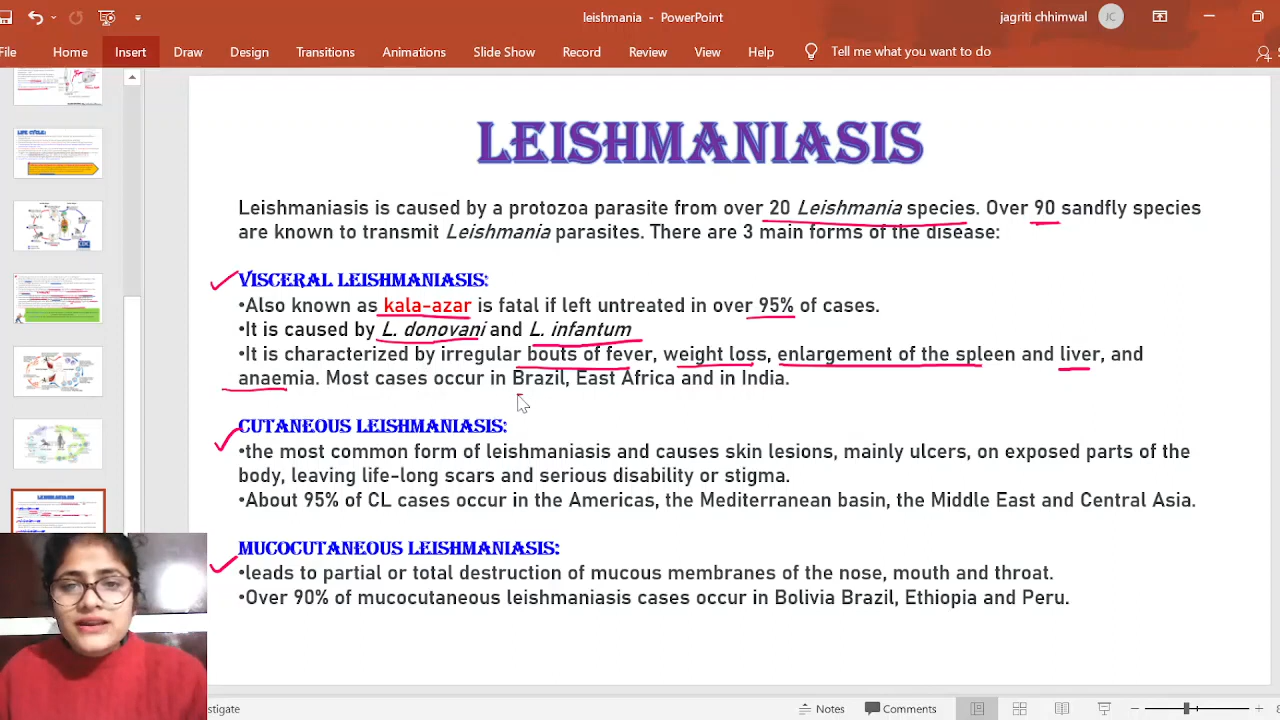 leishmania - PowerPoint
jagriti chhimwal JC
File Home Insert Draw Design Transitions Animations Slide Show Record Review View Help Tell me what you want to do
LEISHMANIASIS
Leishmaniasis is caused by a protozoa parasite from over 20 Leishmania species. Over 90 sandfly species
are known to transmit Leishmania parasites. There are 3 main forms of the disease:
VISCERAL LEISHMANIASIS:
•Also known as kala-azar is fatal if left untreated in over 95% of cases.
•It is caused by L. donovani and L. infantum
•It is characterized by irregular bouts of fever, weight loss, enlargement of the spleen and liver, and
anaemia. Most cases occur in Brazil, East Africa and in India.
CUTANEOUS LEISHMANIASIS:
•the most common form of leishmaniasis and causes skin lesions, mainly ulcers, on exposed parts of the
body, leaving life-long scars and serious disability or stigma.
•About 95% of CL cases occur in the Americas, the Mediterranean basin, the Middle East and Central Asia.
MUCOCUTANEOUS LEISHMANIASIS:
•leads to partial or total destruction of mucous membranes of the nose, mouth and throat.
•Over 90% of mucocutaneous leishmaniasis cases occur in Bolivia Brazil, Ethiopia and Peru.
stigate Notes Comments